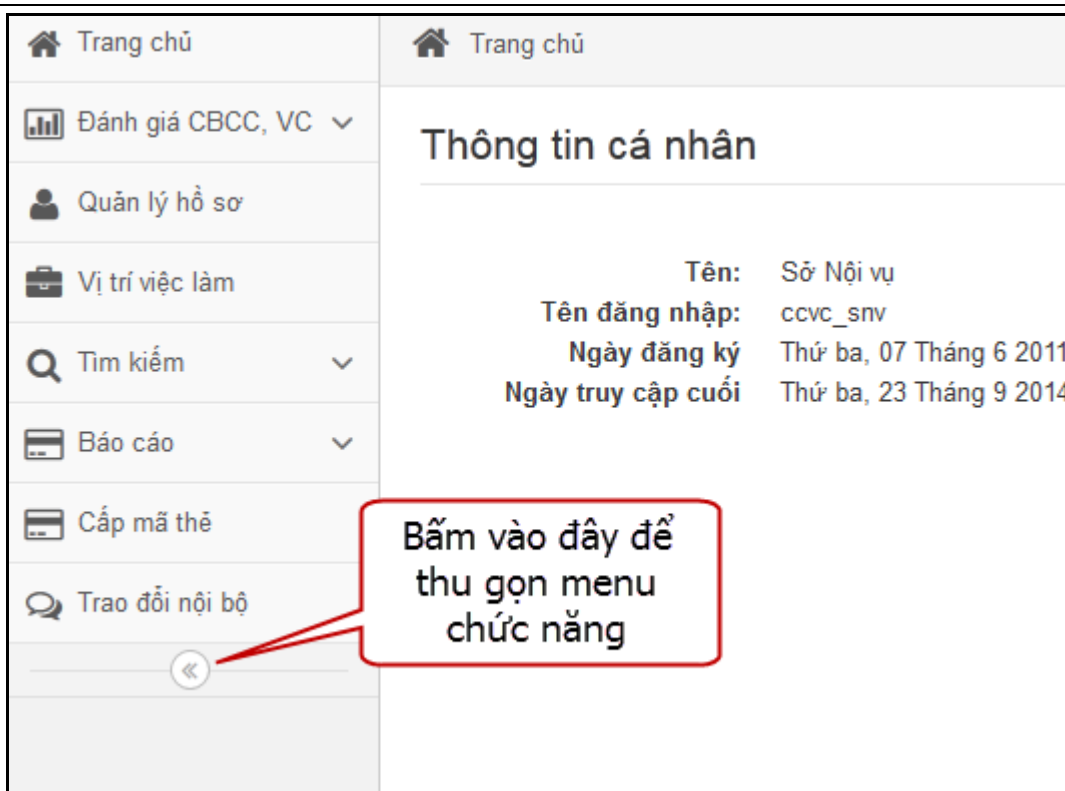 Trang chủ
Đánh giá CBCC, VC
Quản lý hồ sơ
Vị trí việc làm
Tìm kiếm
Báo cáo
Cấp mã thẻ
Trao đổi nội bộ
Trang chủ
Thông tin cá nhân
Tên: Sở Nội vụ
Tên đăng nhập: ccvc_snv
Ngày đăng ký Thứ ba, 07 Tháng 6 2011
Ngày truy cập cuối Thứ ba, 23 Tháng 9 2014
Bấm vào đây để
thu gọn menu
chức năng